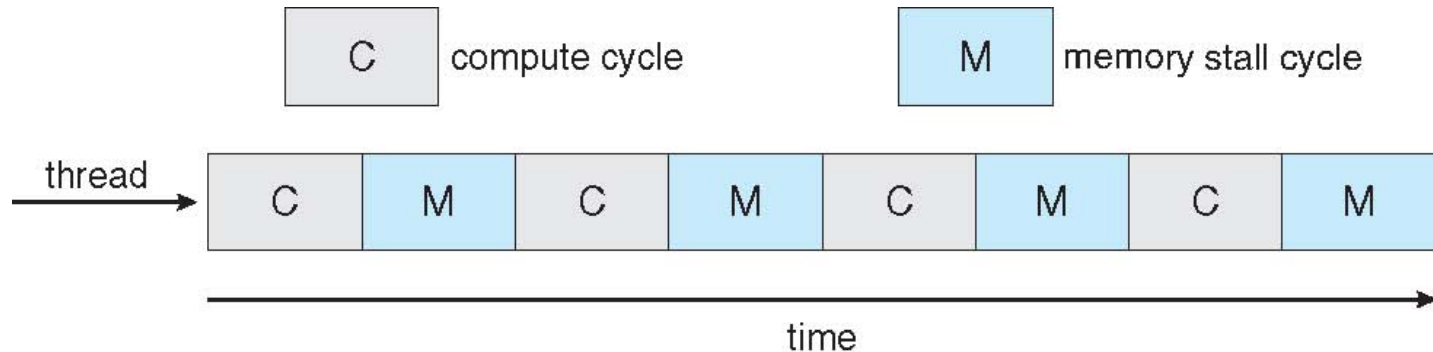 C compute cycle M memory stall cycle
thread
C M C M C M C M
time